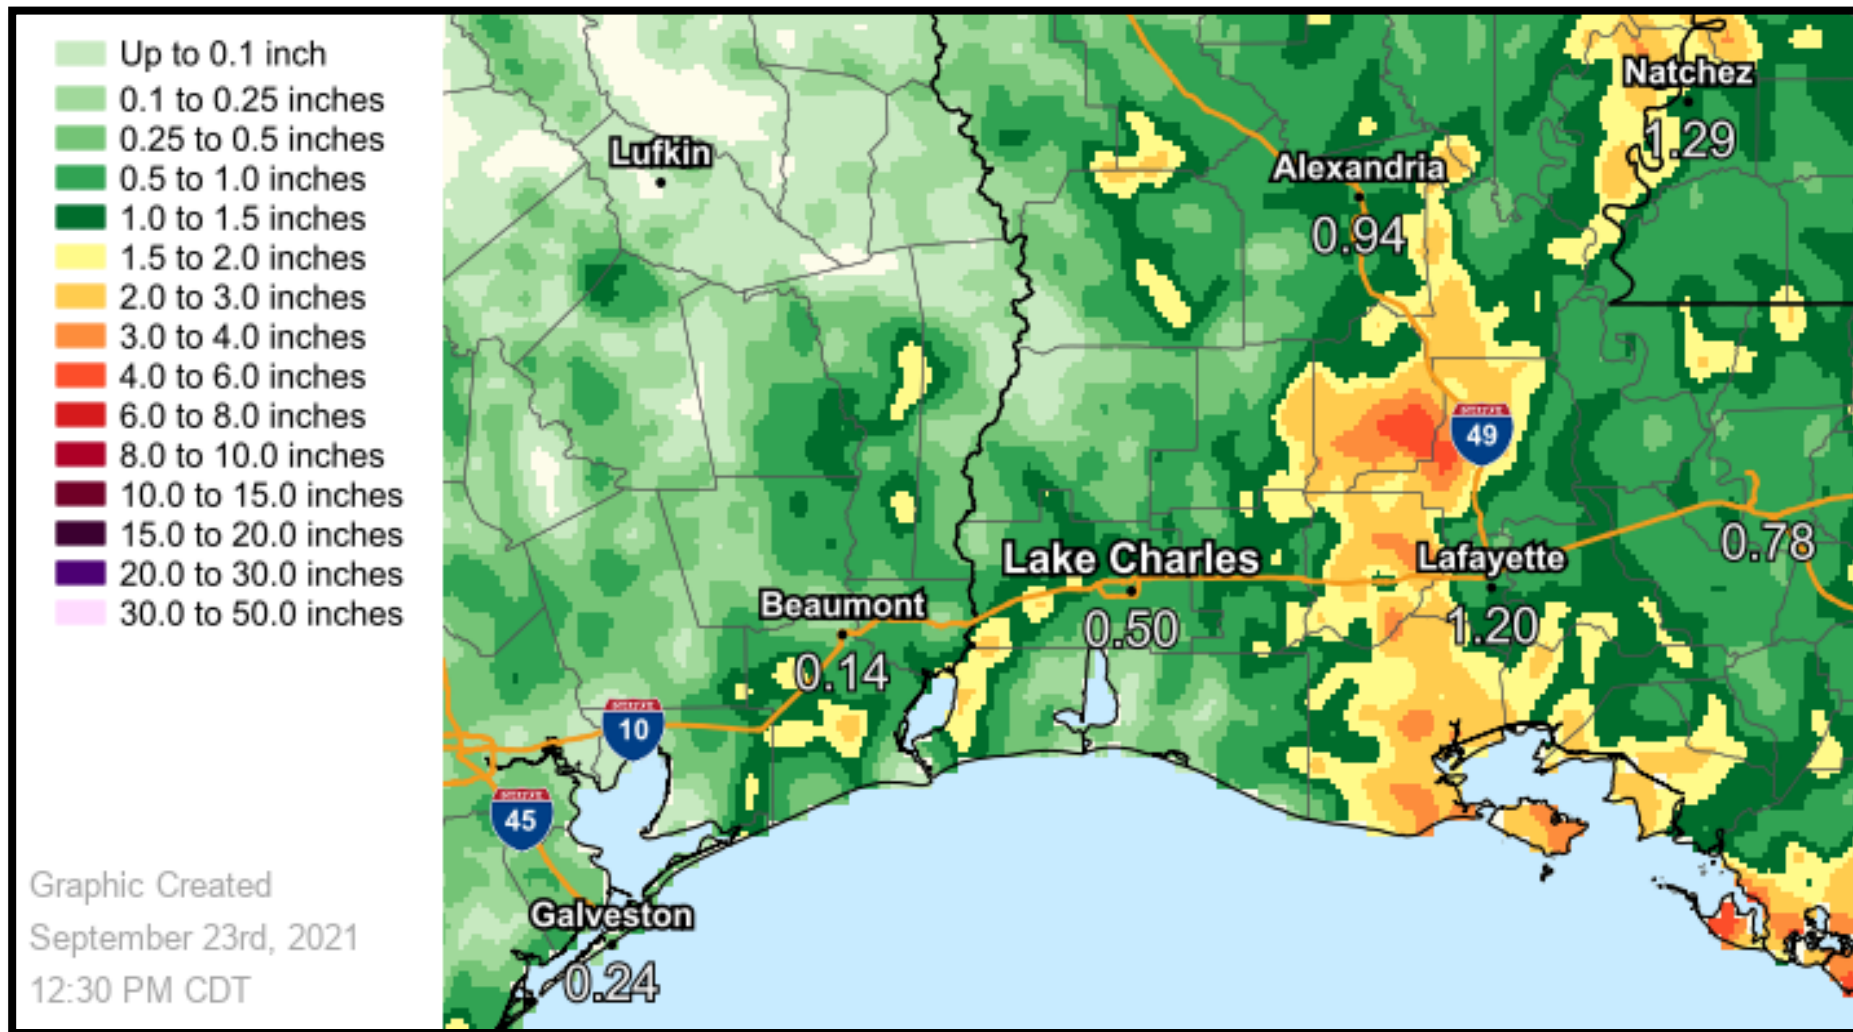 Up to 0.1 inch
0.1 to 0.25 inches
0.25 to 0.5 inches
0.5 to 1.0 inches
1.0 to 1.5 inches
1.5 to 2.0 inches
2.0 to 3.0 inches
3.0 to 4.0 inches
4.0 to 6.0 inches
6.0 to 8.0 inches
8.0 to 10.0 inches
10.0 to 15.0 inches
15.0 to 20.0 inches
20.0 to 30.0 inches
30.0 to 50.0 inches
Graphic Created
September 23rd, 2021
12:30 PM CDT
Natchez
1.29
Lufkin
Alexandria
0.94
49
Lake Charles
0.50
Lafayette
1.20
0.78
Beaumont
0.14
10
45
Galveston
0.24